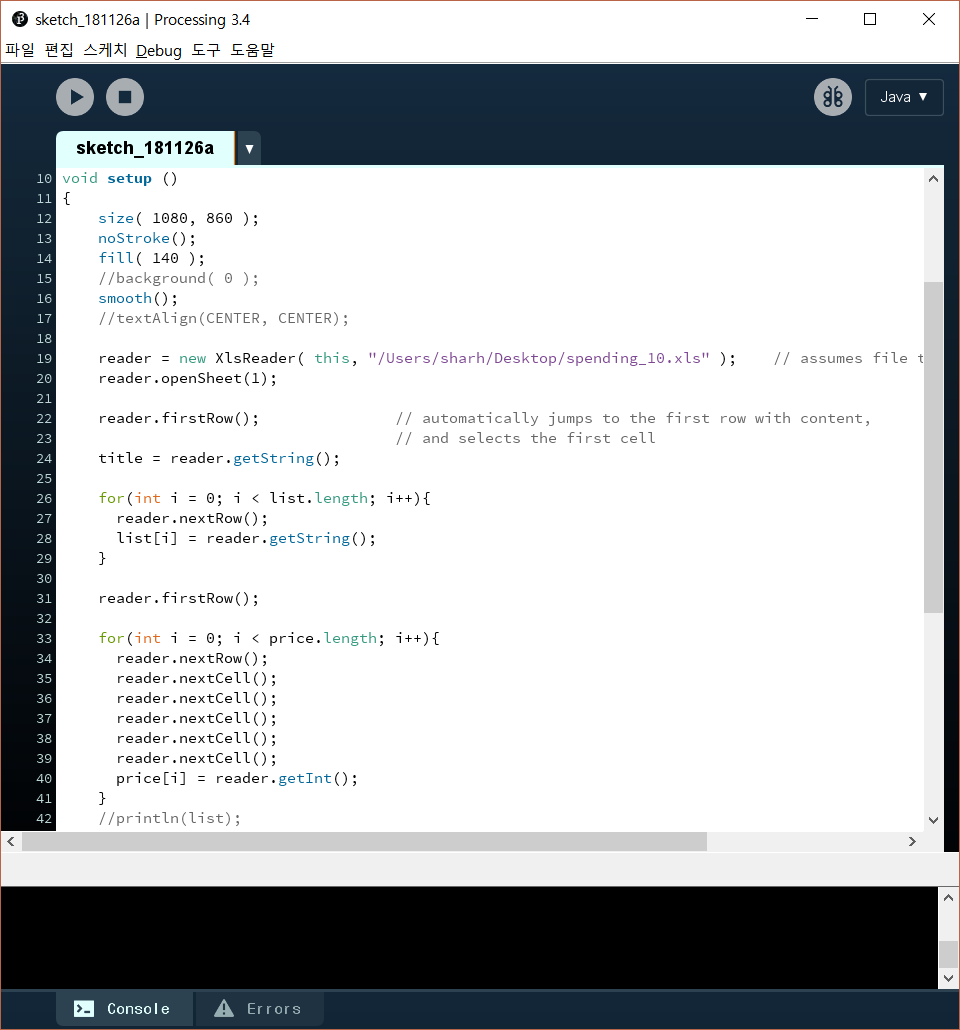 sketch_181126a | Processing 3.4
파일 편집 스케치 Debug 도구 도움말
Java ▼
sketch_181126a ▼
10 void setup ()
11 {
12     size( 1080, 860 );
13     noStroke();
14     fill( 140 );
15     //background( 0 );
16     smooth();
17     //textAlign(CENTER, CENTER);
18
19     reader = new XlsReader( this, "/Users/sharh/Desktop/spending_10.xls" );    // assumes file t
20     reader.openSheet(1);
21
22     reader.firstRow();               // automatically jumps to the first row with content,
23                                      // and selects the first cell
24     title = reader.getString();
25
26     for(int i = 0; i < list.length; i++){
27       reader.nextRow();
28       list[i] = reader.getString();
29     }
30
31     reader.firstRow();
32
33     for(int i = 0; i < price.length; i++){
34       reader.nextRow();
35       reader.nextCell();
36       reader.nextCell();
37       reader.nextCell();
38       reader.nextCell();
39       reader.nextCell();
40       price[i] = reader.getInt();
41     }
42     //println(list);
Console Errors